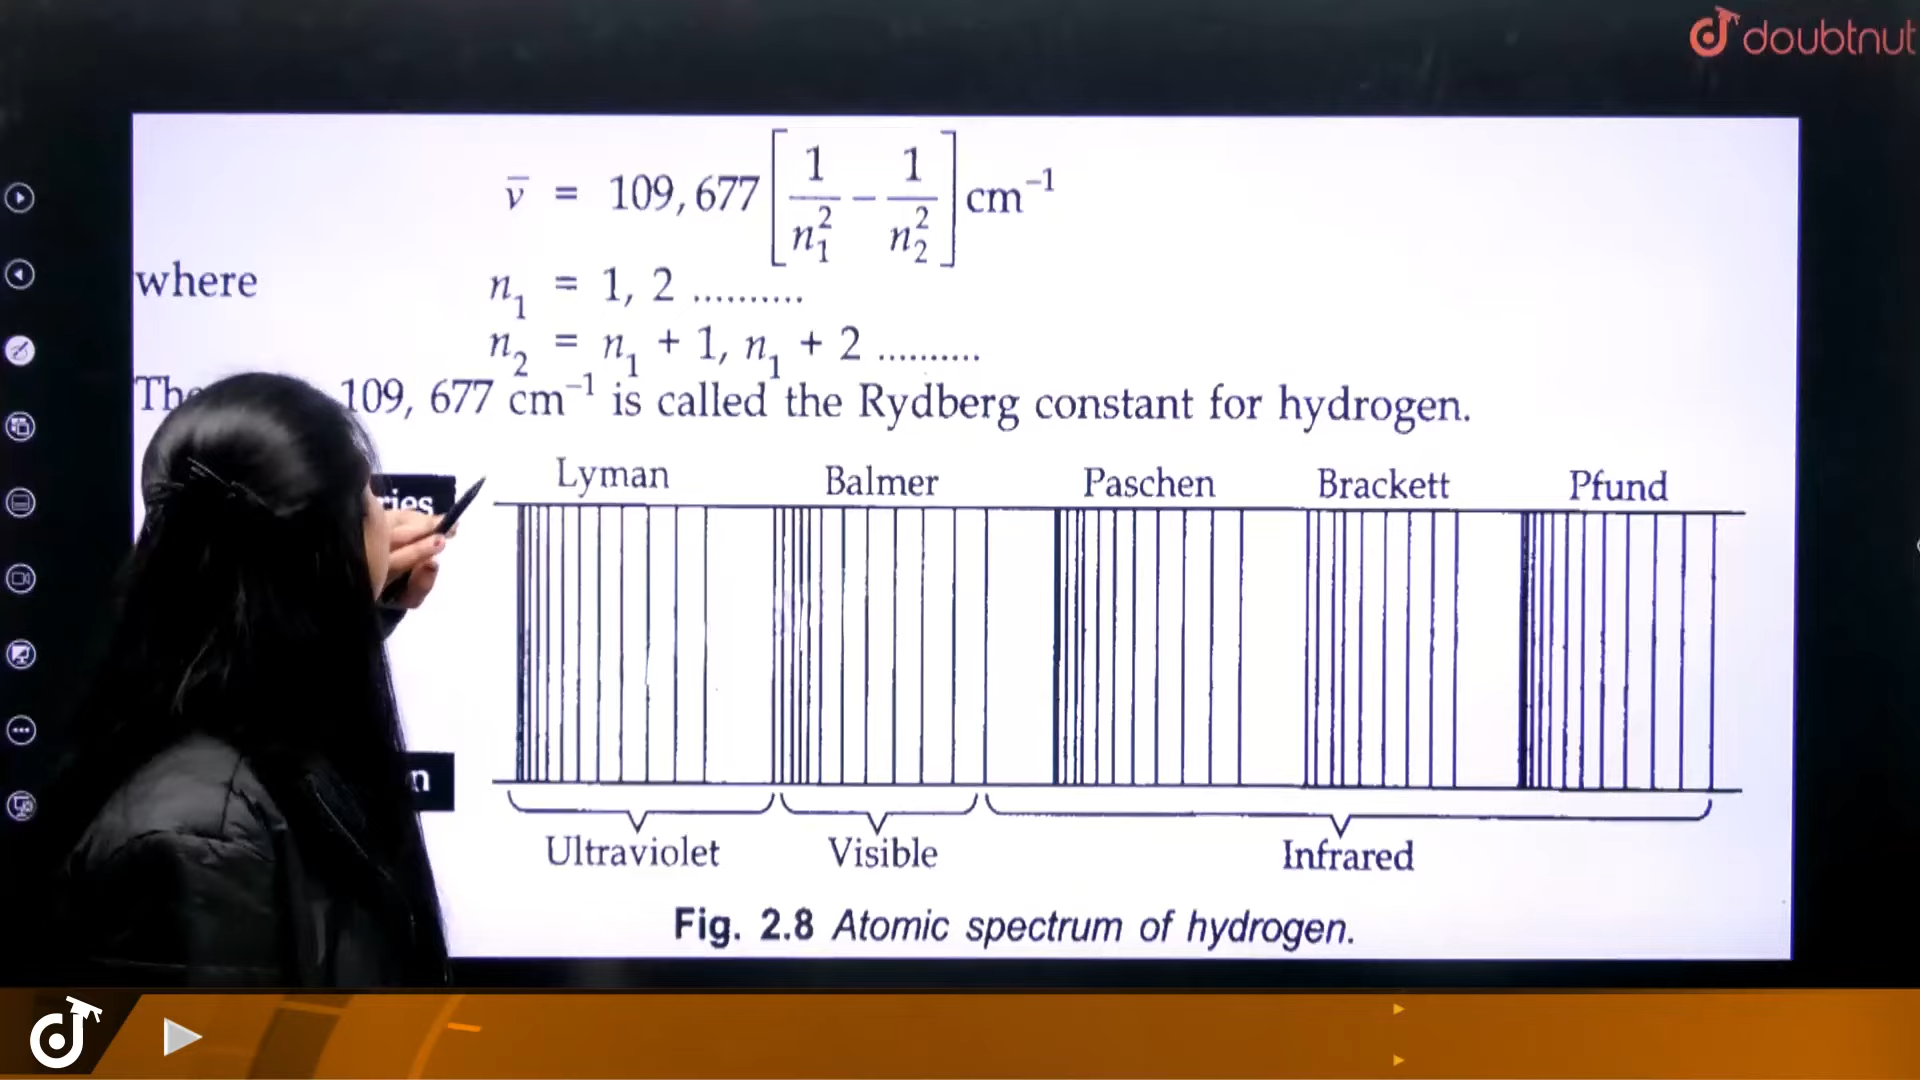 doubtnut
ν̅ = 109, 677 [1/n₁² − 1/n₂²] cm⁻¹
where n₁ = 1, 2 ..........
n₂ = n₁ + 1, n₁ + 2 ..........
109, 677 cm⁻¹ is called the Rydberg constant for hydrogen.
Lyman Balmer Paschen Brackett Pfund
Ultraviolet Visible Infrared
Fig. 2.8 Atomic spectrum of hydrogen.